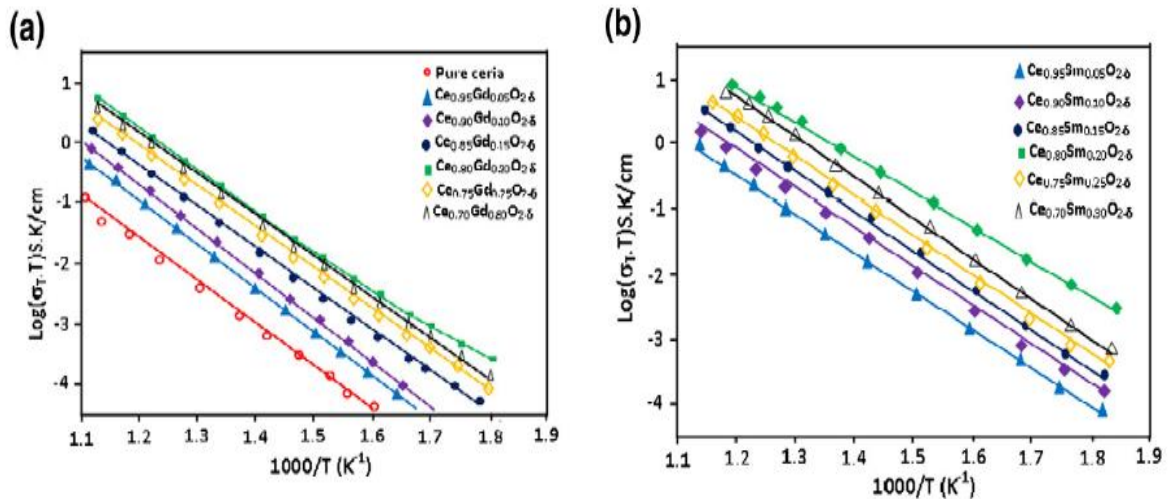 (a)
Log(σT.T)S.K/cm
1
0
-1
-2
-3
-4
Pure ceria
Ce0.95Gd0.05O2-δ
Ce0.90Gd0.10O2-δ
Ce0.85Gd0.15O2-δ
Ce0.80Gd0.20O2-δ
Ce0.75Gd0.25O2-δ
1.1 1.2 1.3 1.4 1.5 1.6 1.7 1.8 1.9
1000/T (K-1)
(b)
Log(σT.T)S.K/cm
1
0
-1
-2
-3
-4
Ce0.95Sm0.05O2-δ
Ce0.90Sm0.10O2-δ
Ce0.85Sm0.15O2-δ
Ce0.80Sm0.20O2-δ
Ce0.75Sm0.25O2-δ
Ce0.70Sm0.30O2-δ
1.1 1.2 1.3 1.4 1.5 1.6 1.7 1.8 1.9
1000/T (K-1)